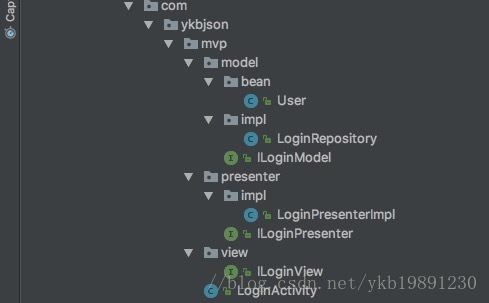 Capt
com
ykbjson
mvp
model
bean
C User
impl
C LoginRepository
I ILoginModel
presenter
impl
C LoginPresenterImpl
I ILoginPresenter
view
I ILoginView
C LoginActivity
//blog.csdn.net/ykb19891230